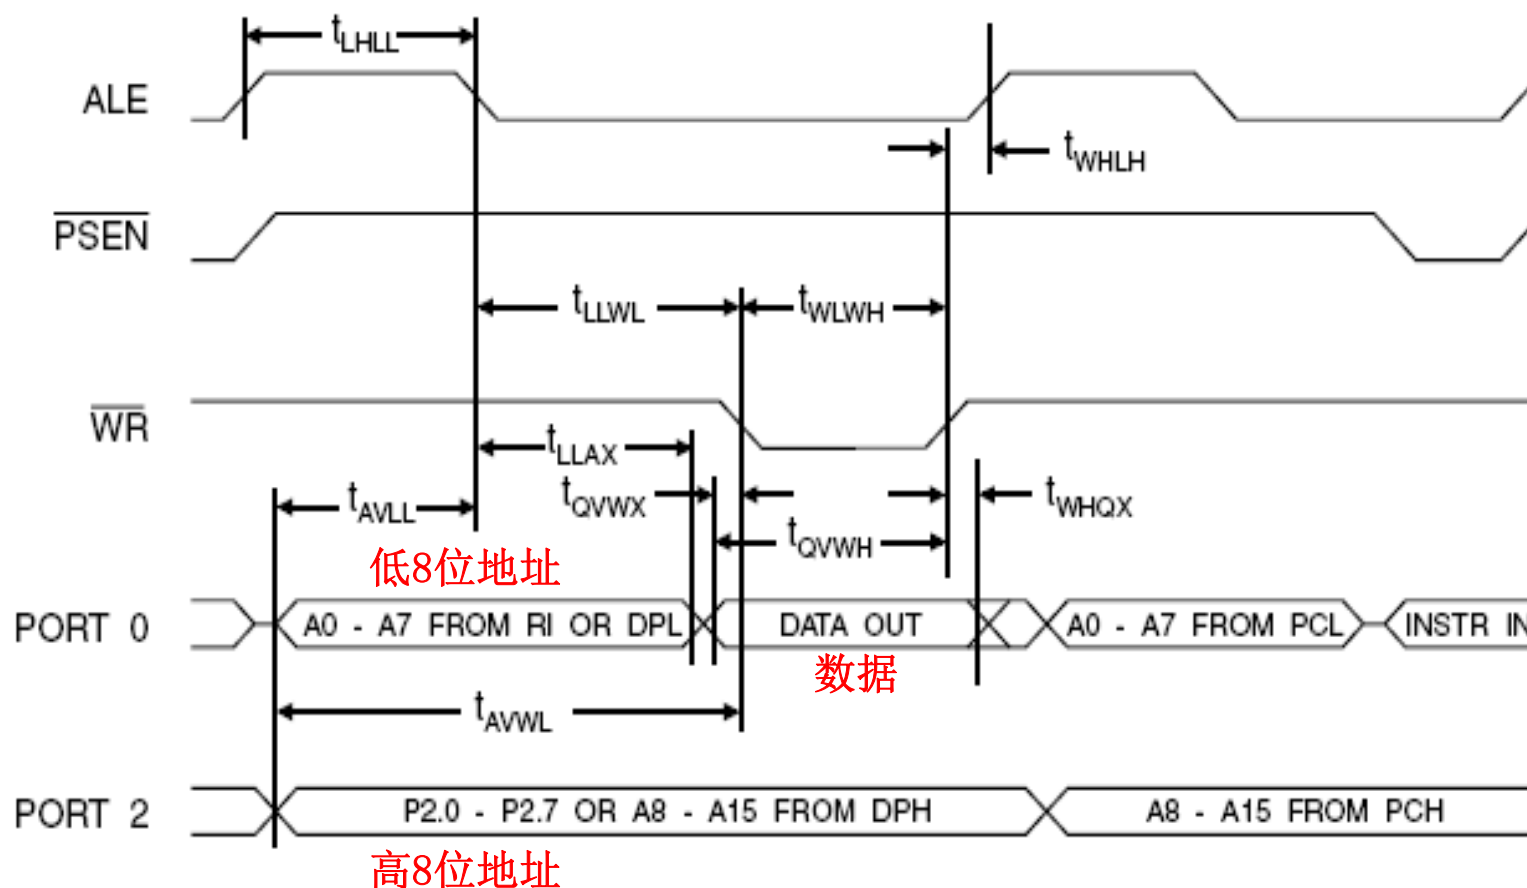 tLHLL
ALE
tWHLH
PSEN
tLLWL tWLWH
WR
tLLAX
tQVWX tWHQX
tAVLL
tQVWH
低8位地址
PORT 0 A0 - A7 FROM RI OR DPL DATA OUT A0 - A7 FROM PCL INSTR IN
数据
tAVWL
PORT 2 P2.0 - P2.7 OR A8 - A15 FROM DPH A8 - A15 FROM PCH
高8位地址